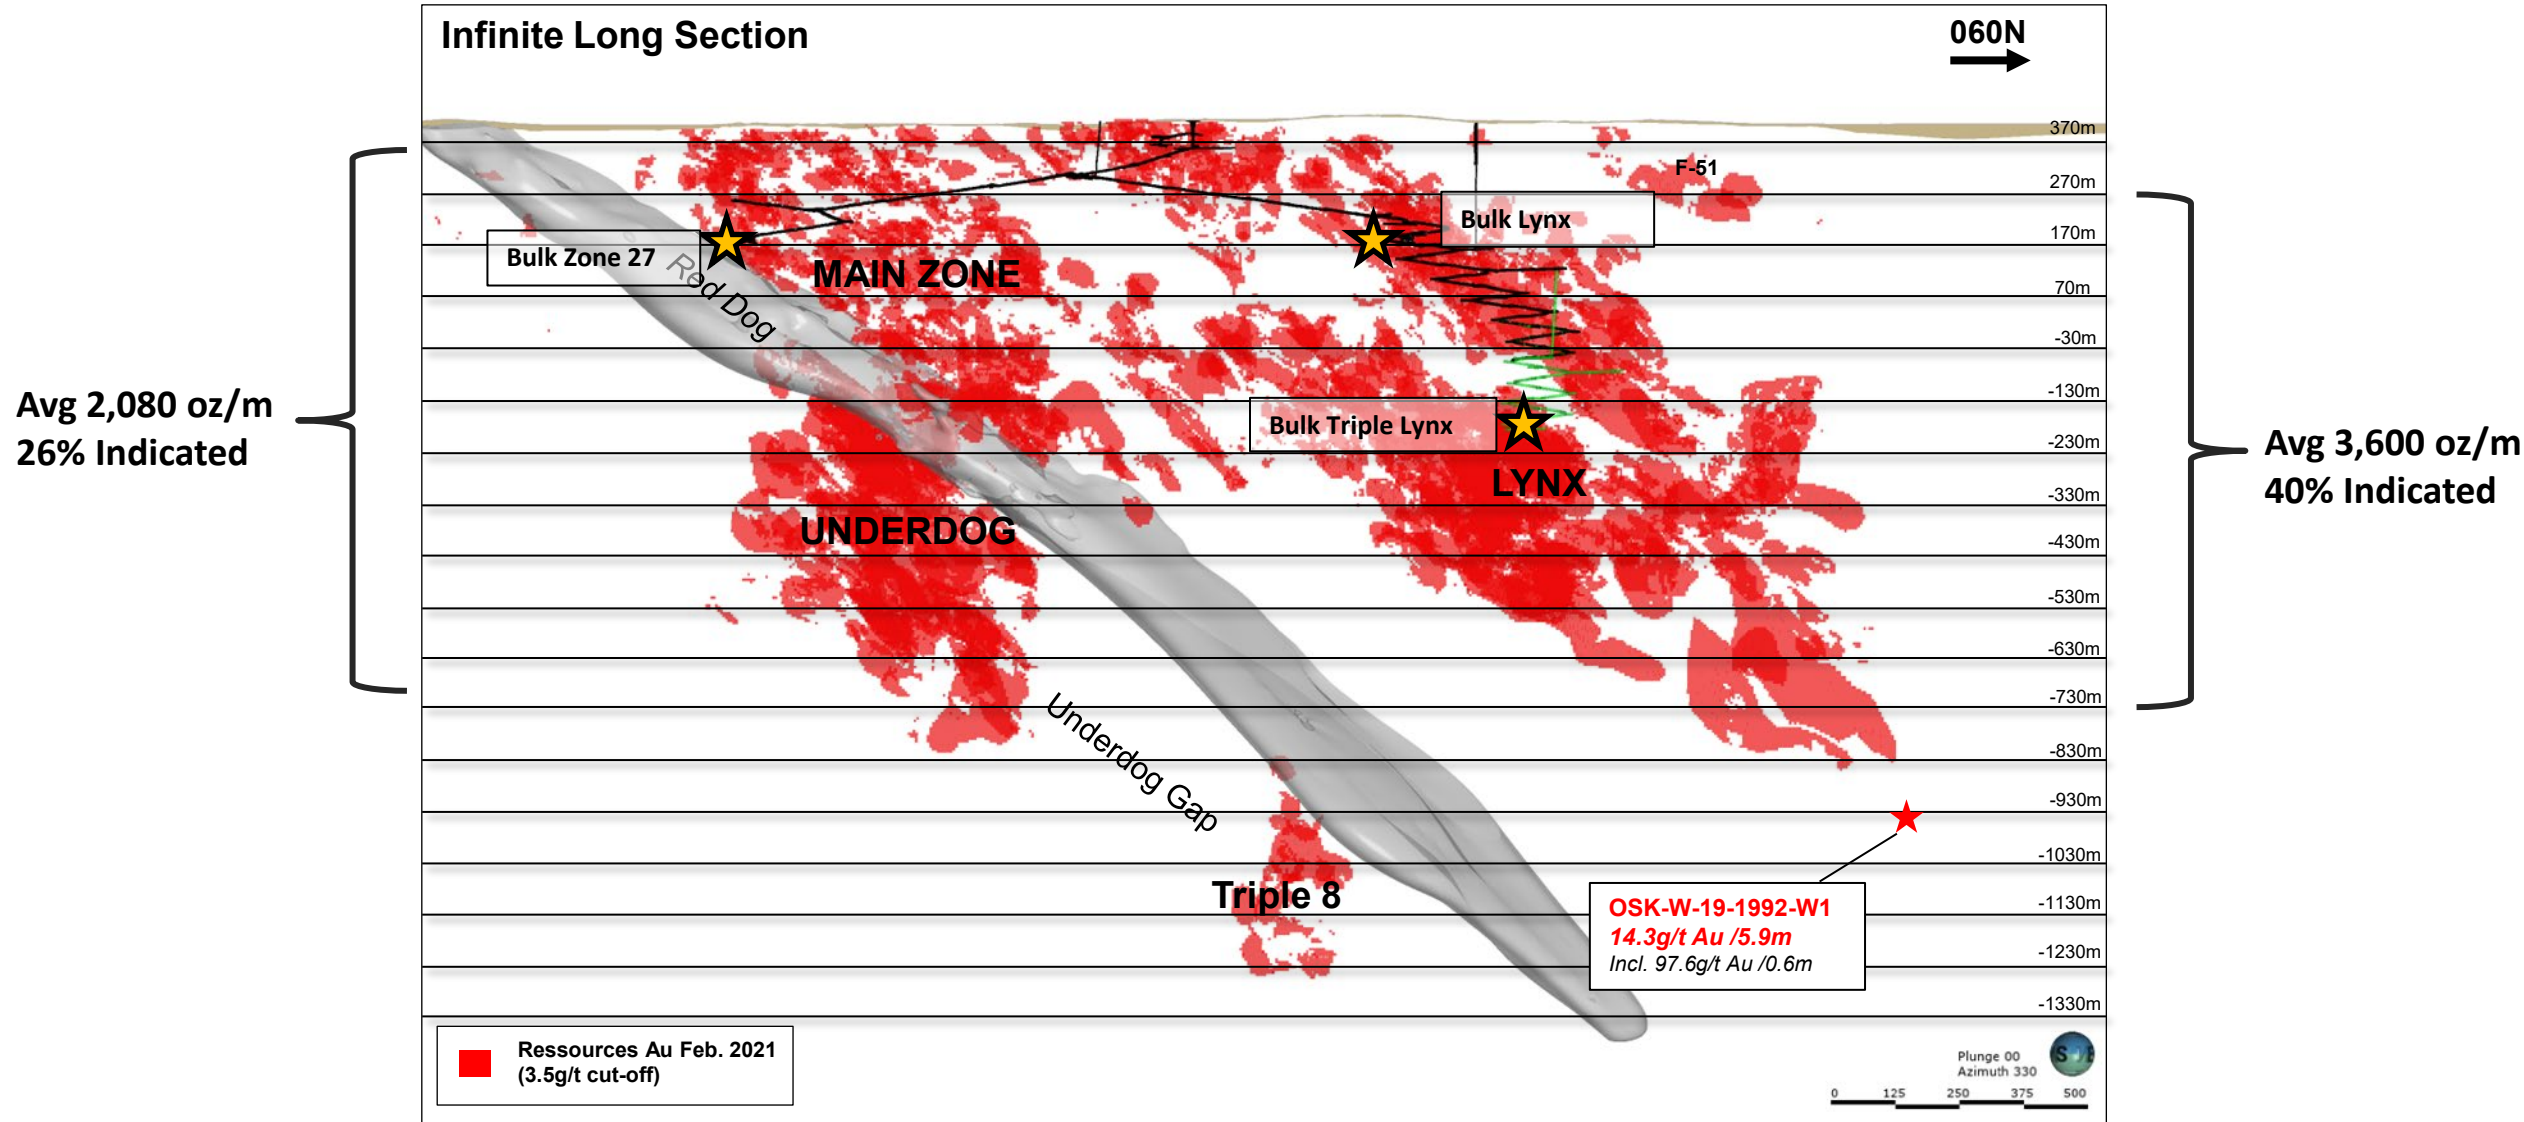 Infinite Long Section
060N
370m
F-51
270m
Bulk Lynx
170m
Bulk Zone 27
Red Dog
MAIN ZONE
70m
-30m
Avg 2,080 oz/m
26% Indicated
-130m
Bulk Triple Lynx
-230m
Avg 3,600 oz/m
40% Indicated
LYNX
-330m
UNDERDOG
-430m
-530m
-630m
-730m
Underdog Gap
-830m
-930m
-1030m
Triple 8
-1130m
OSK-W-19-1992-W1
14.3g/t Au /5.9m
Incl. 97.6g/t Au /0.6m
-1230m
-1330m
Ressources Au Feb. 2021
(3.5g/t cut-off)
Plunge 00
Azimuth 330
0 125 250 375 500